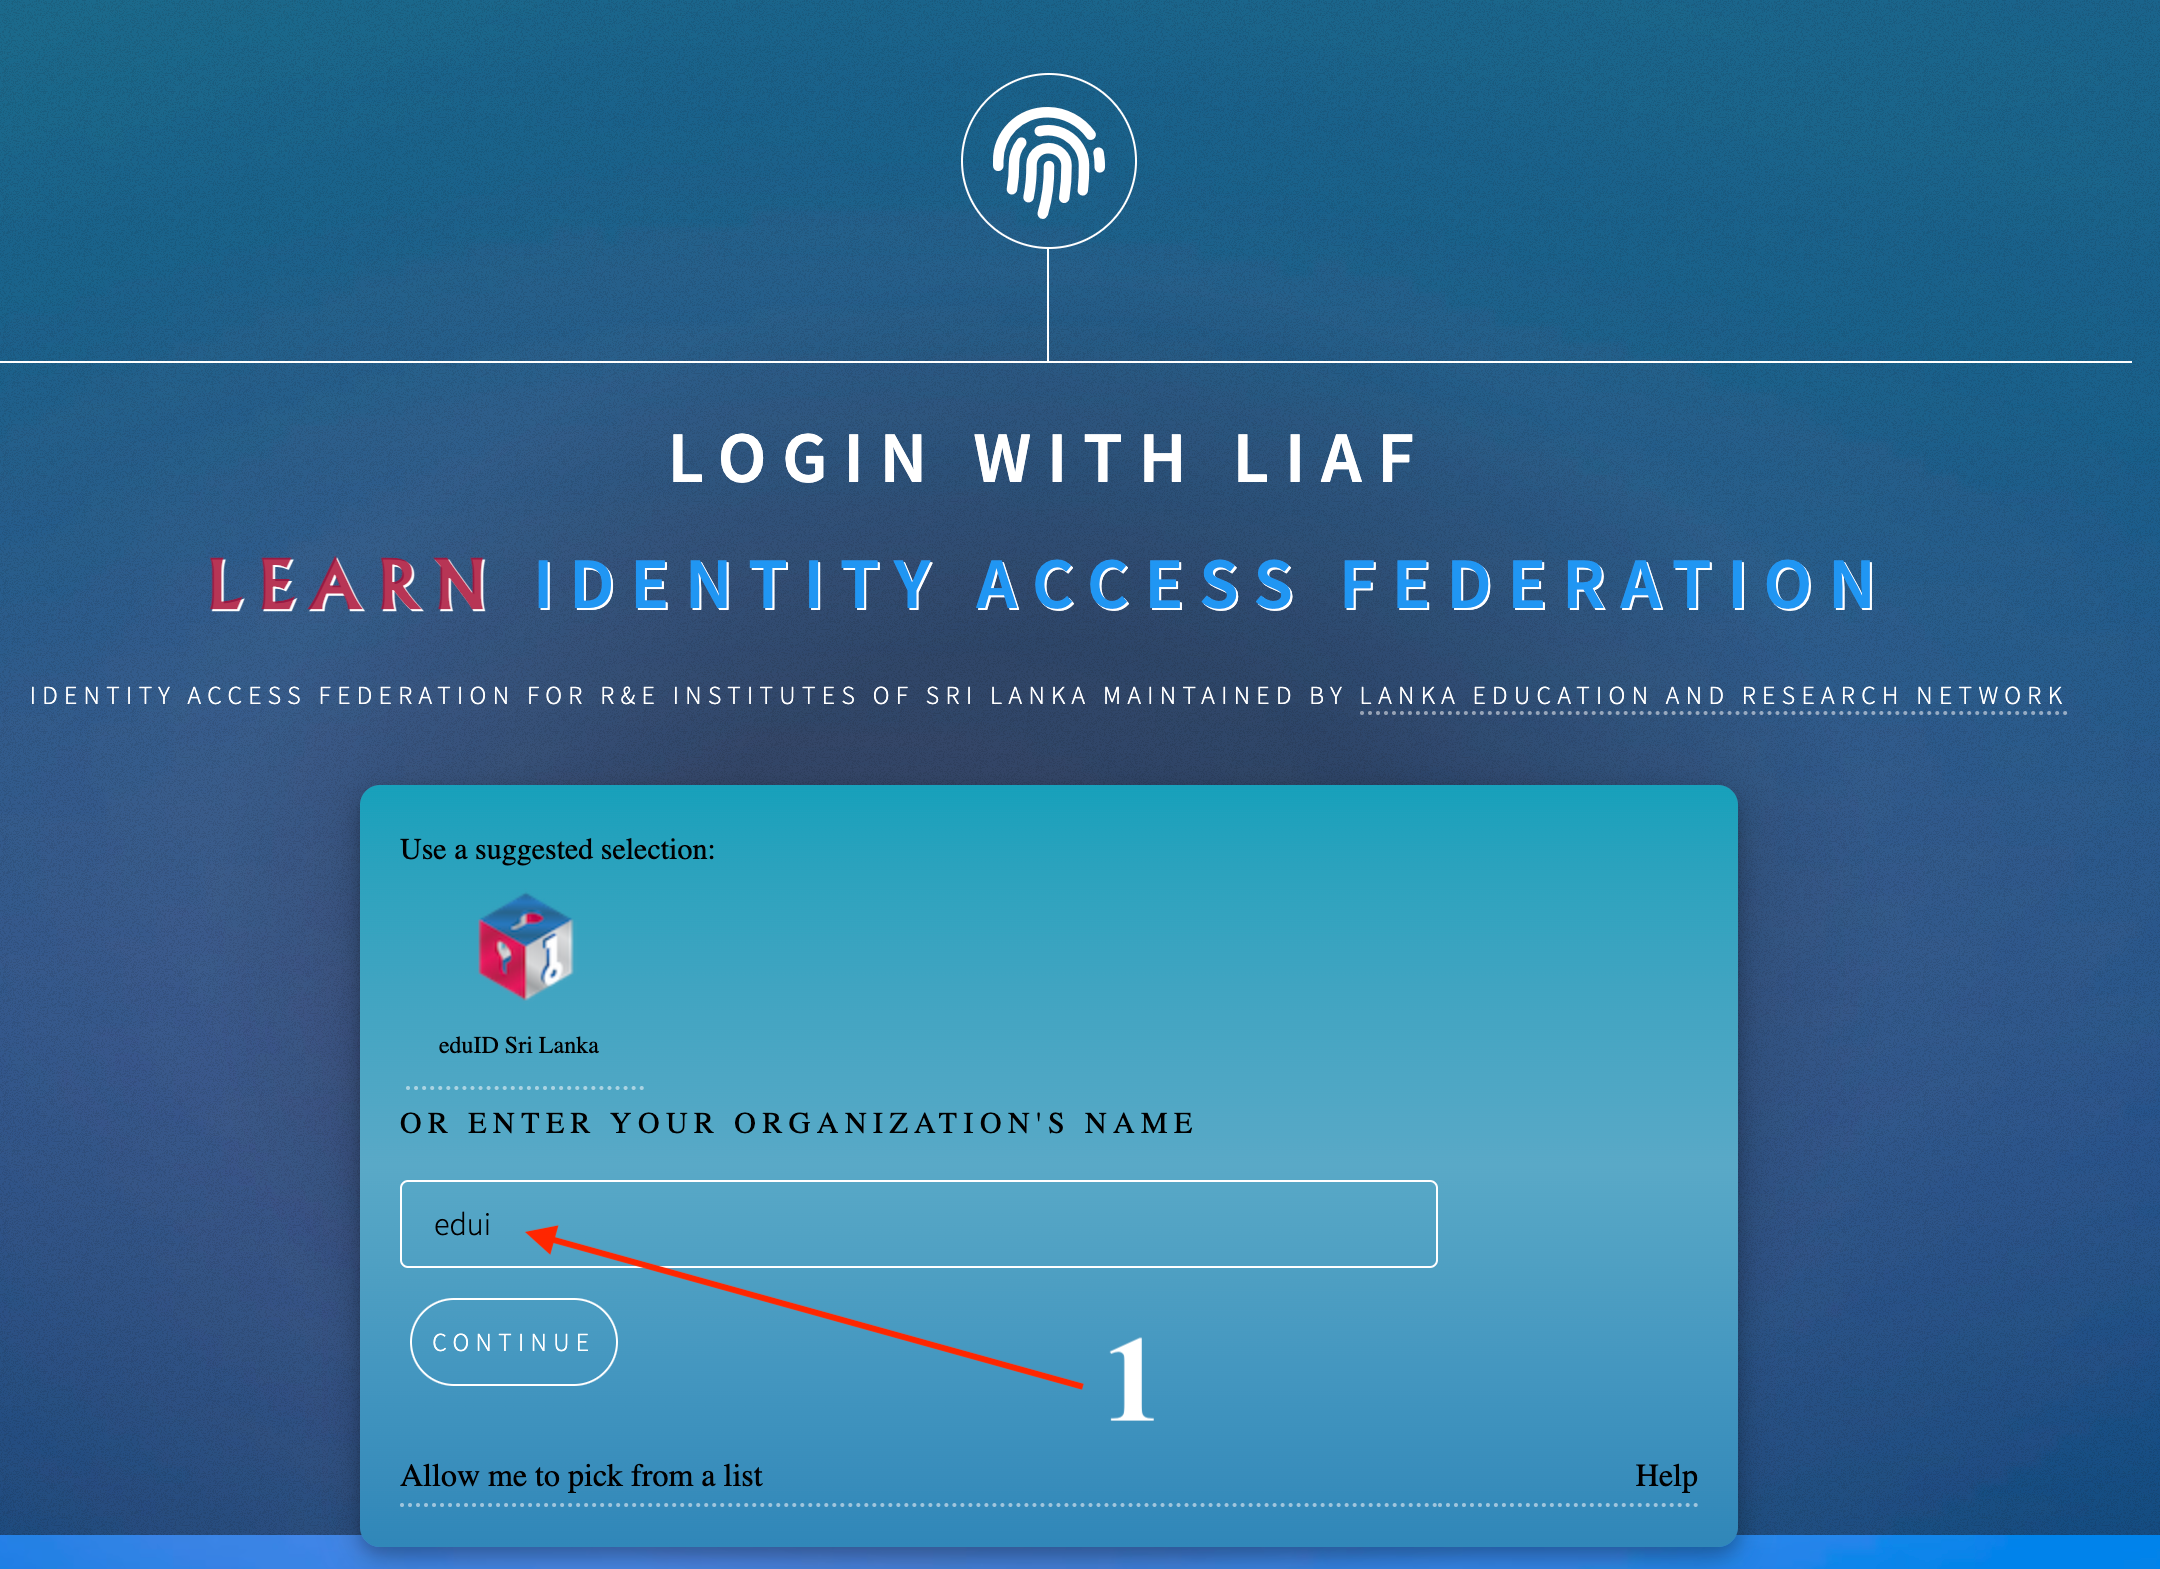 LOGIN WITH LIAF
LEARN IDENTITY ACCESS FEDERATION
IDENTITY ACCESS FEDERATION FOR R&E INSTITUTES OF SRI LANKA MAINTAINED BY LANKA EDUCATION AND RESEARCH NETWORK
Use a suggested selection:
eduID Sri Lanka
OR ENTER YOUR ORGANIZATION'S NAME
edui
CONTINUE
1
Allow me to pick from a list Help